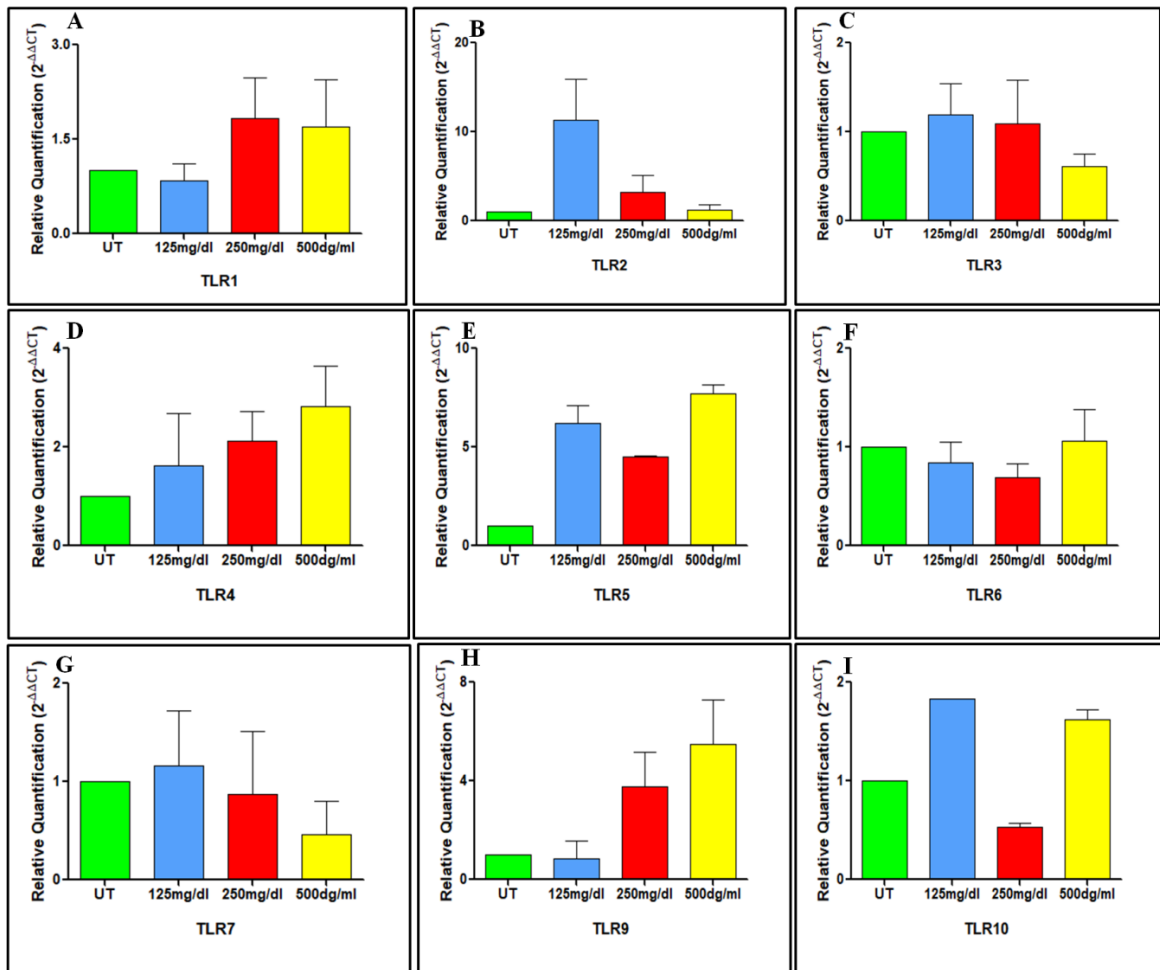 A
Relative Quantification (2-ΔΔCT)
3.0
1.5
0.0
UT 125mg/dl 250mg/dl 500dg/ml
TLR1
B
Relative Quantification (2-ΔΔCT)
20
10
0
UT 125mg/dl 250mg/dl 500dg/ml
TLR2
C
Relative Quantification (2-ΔΔCT)
2
1
0
UT 125mg/dl 250mg/dl 500dg/ml
TLR3
D
Relative Quantification (2-ΔΔCT)
4
2
0
UT 125mg/dl 250mg/dl 500dg/ml
TLR4
E
Relative Quantification (2-ΔΔCT)
10
5
0
UT 125mg/dl 250mg/dl 500dg/ml
TLR5
F
Relative Quantification (2-ΔΔCT)
2
1
0
UT 125mg/dl 250mg/dl 500dg/ml
TLR6
G
Relative Quantification (2-ΔΔCT)
2
1
0
UT 125mg/dl 250mg/dl 500dg/ml
TLR7
H
Relative Quantification (2-ΔΔCT)
8
4
0
UT 125mg/dl 250mg/dl 500dg/ml
TLR9
I
Relative Quantification (2-ΔΔCT)
2
1
0
UT 125mg/dl 250mg/dl 500dg/ml
TLR10